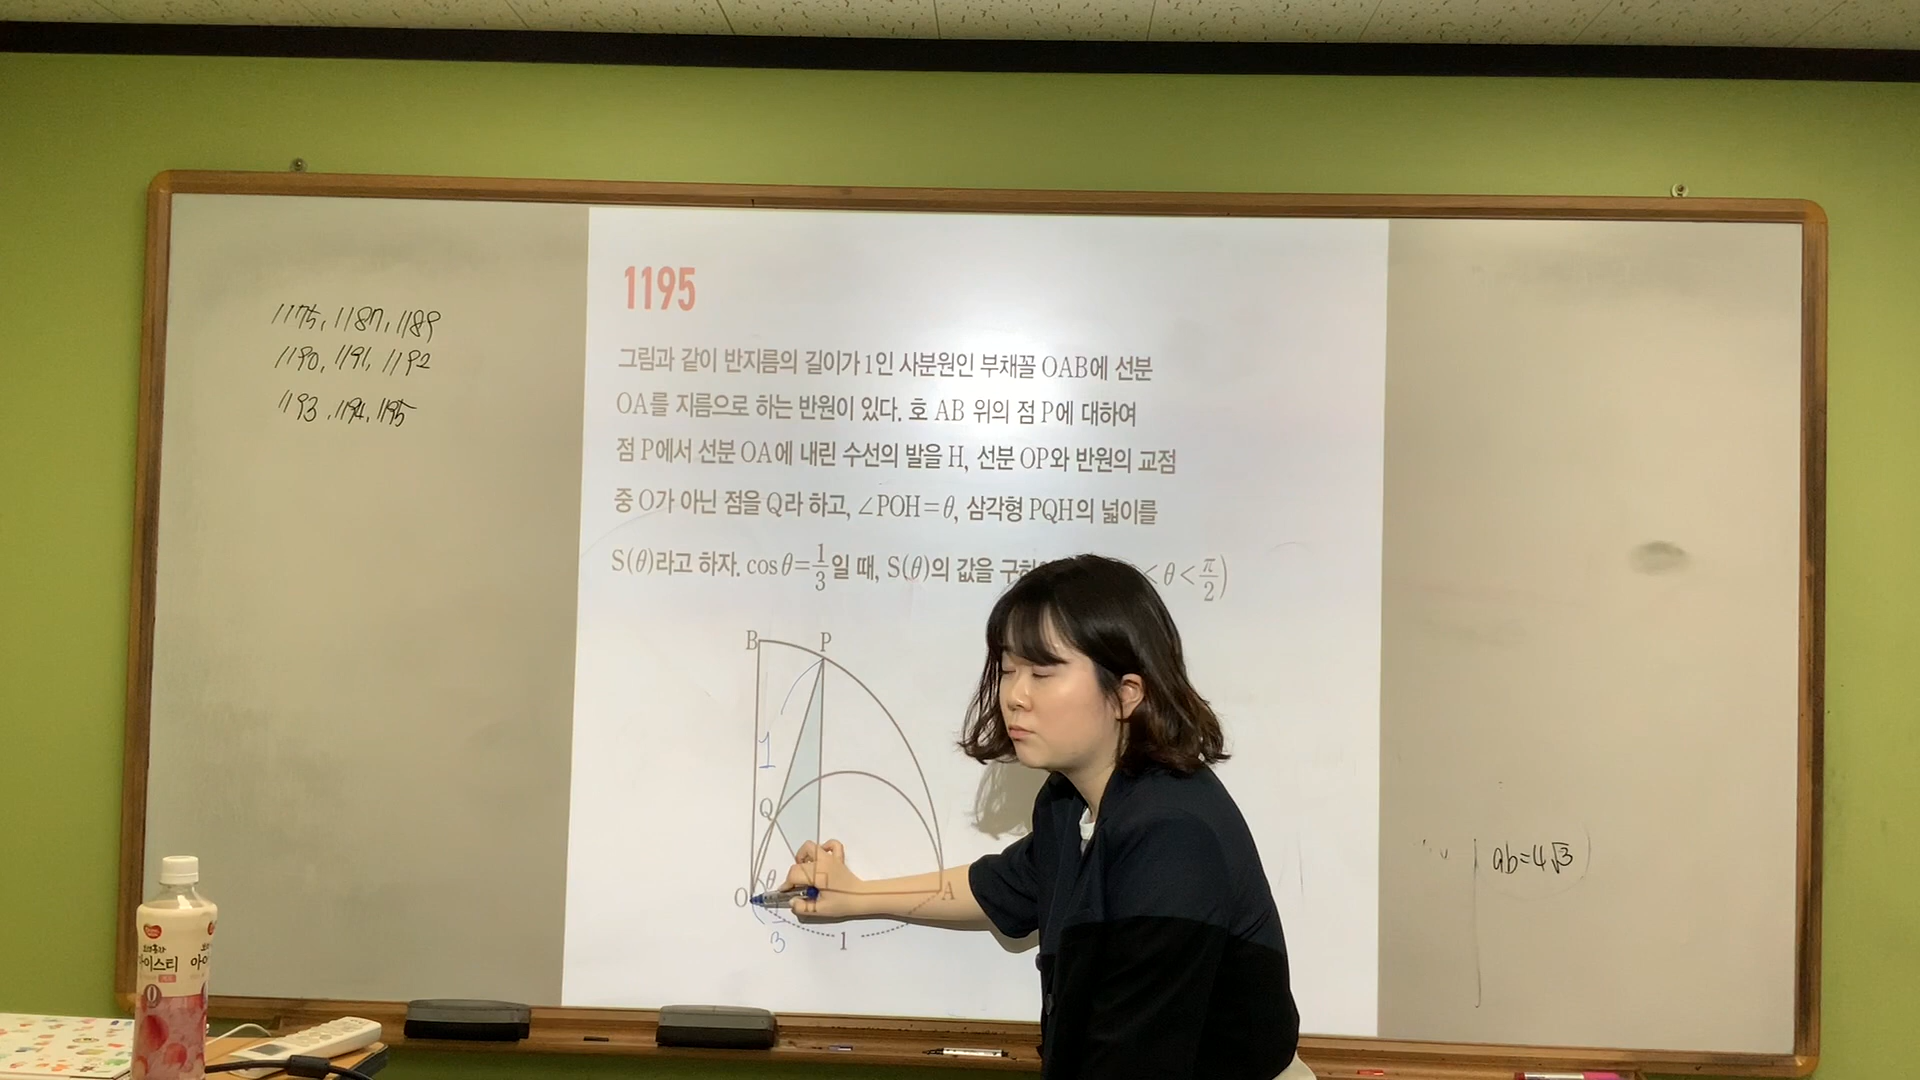 1175, 1187, 1189
1190, 1191, 1192
1193, 1194, 1195
1195
그림과 같이 반지름의 길이가 1인 사분원인 부채꼴 OAB에 선분
OA를 지름으로 하는 반원이 있다. 호 AB 위의 점 P에 대하여
점 P에서 선분 OA에 내린 수선의 발을 H, 선분 OP와 반원의 교점
중 O가 아닌 점을 Q라 하고, ∠POH=θ, 삼각형 PQH의 넓이를
S(θ)라고 하자. cosθ=1/3일 때, S(θ)의 값을 구하 <θ<π/2)
B P
1
Q
θ
O H A
3 1
ab=4√3
아이스티